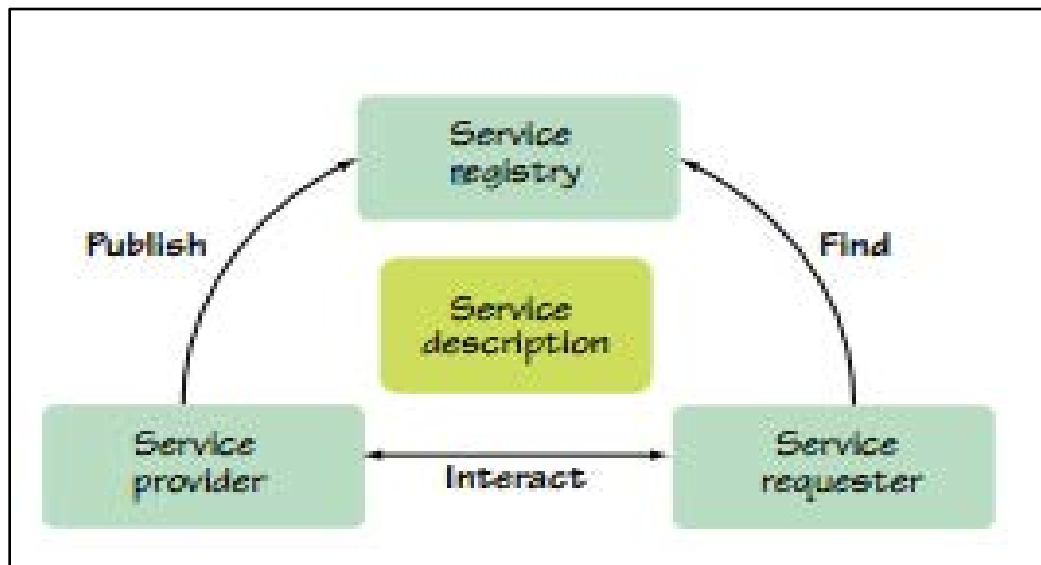 Service
registry
Publish
Find
Service
description
Service
provider
Interact
Service
requester